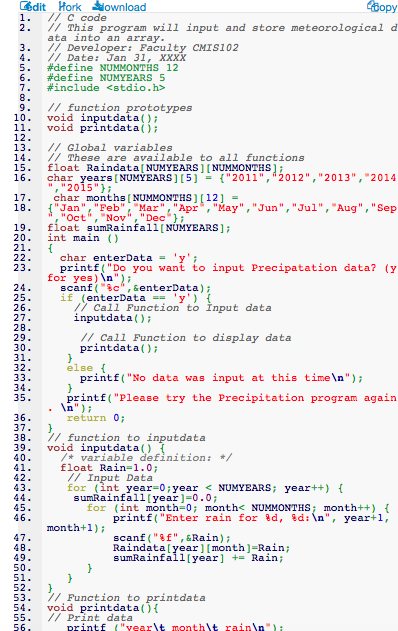 edit fork download copy
1. // C code
2. // This program will input and store meteorological d
ata into an array.
3. // Developer: Faculty CMIS102
4. // Date: Jan 31, XXXX
5. #define NUMMONTHS 12
6. #define NUMYEARS 5
7. #include <stdio.h>
8.
9. // function prototypes
10. void inputdata();
11. void printdata();
12.
13. // Global variables
14. // These are available to all functions
15. float Raindata[NUMYEARS][NUMMONTHS];
16. char years[NUMYEARS][5] = {"2011","2012","2013","2014
","2015"};
17. char months[NUMMONTHS][12] =
18. {"Jan","Feb","Mar","Apr","May","Jun","Jul","Aug","Sep
","Oct","Nov","Dec"};
19. float sumRainfall[NUMYEARS];
20. int main ()
21. {
22. char enterData = 'y';
23. printf("Do you want to input Precipatation data? (y
for yes)\n");
24. scanf("%c",&enterData);
25. if (enterData == 'y') {
26. // Call Function to Input data
27. inputdata();
28.
29. // Call Function to display data
30. printdata();
31. }
32. else {
33. printf("No data was input at this time\n");
34. }
35. printf("Please try the Precipitation program again
. \n");
36. return 0;
37. }
38. // function to inputdata
39. void inputdata() {
40. /* variable definition: */
41. float Rain=1.0;
42. // Input Data
43. for (int year=0;year < NUMYEARS; year++) {
44. sumRainfall[year]=0.0;
45. for (int month=0; month< NUMMONTHS; month++) {
46. printf("Enter rain for %d, %d:\n", year+1,
month+1);
47. scanf("%f",&Rain);
48. Raindata[year][month]=Rain;
49. sumRainfall[year] += Rain;
50. }
51. }
52. }
53. // Function to printdata
54. void printdata(){
55. // Print data
56. printf ("year\t month\t rain\n");